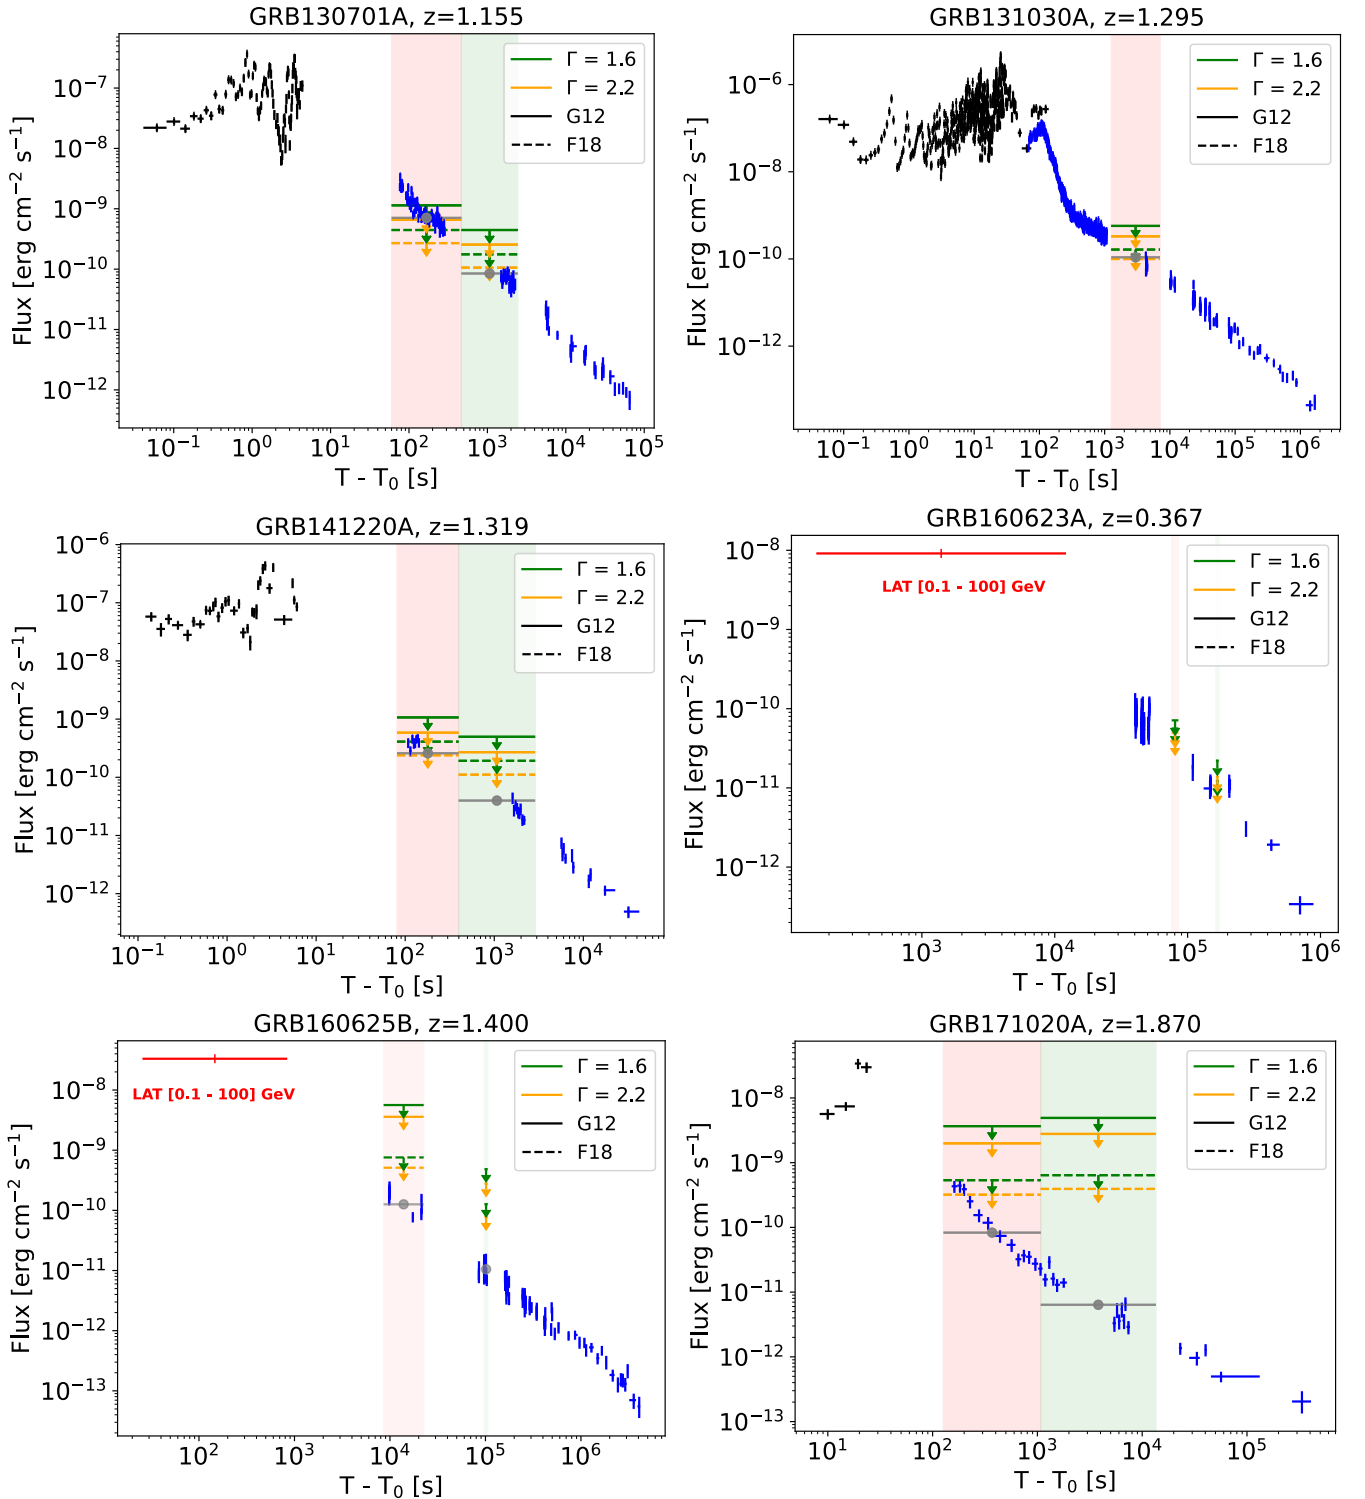 GRB130701A, z=1.155
Flux [erg cm⁻² s⁻¹]
10⁻⁷
10⁻⁸
10⁻⁹
10⁻¹⁰
10⁻¹¹
10⁻¹²
Γ = 1.6
Γ = 2.2
G12
F18
10⁻¹ 10⁰ 10¹ 10² 10³ 10⁴ 10⁵
T - T₀ [s]
GRB131030A, z=1.295
Flux [erg cm⁻² s⁻¹]
10⁻⁶
10⁻⁸
10⁻¹⁰
10⁻¹²
Γ = 1.6
Γ = 2.2
G12
F18
10⁻¹ 10⁰ 10¹ 10² 10³ 10⁴ 10⁵ 10⁶
T - T₀ [s]
GRB141220A, z=1.319
Flux [erg cm⁻² s⁻¹]
10⁻⁶
10⁻⁷
10⁻⁸
10⁻⁹
10⁻¹⁰
10⁻¹¹
10⁻¹²
Γ = 1.6
Γ = 2.2
G12
F18
10⁻¹ 10⁰ 10¹ 10² 10³ 10⁴
T - T₀ [s]
GRB160623A, z=0.367
Flux [erg cm⁻² s⁻¹]
10⁻⁸
10⁻⁹
10⁻¹⁰
10⁻¹¹
10⁻¹²
LAT [0.1 - 100] GeV
Γ = 1.6
Γ = 2.2
G12
F18
10³ 10⁴ 10⁵ 10⁶
T - T₀ [s]
GRB160625B, z=1.400
Flux [erg cm⁻² s⁻¹]
10⁻⁸
10⁻⁹
10⁻¹⁰
10⁻¹¹
10⁻¹²
10⁻¹³
LAT [0.1 - 100] GeV
Γ = 1.6
Γ = 2.2
G12
F18
10² 10³ 10⁴ 10⁵ 10⁶
T - T₀ [s]
GRB171020A, z=1.870
Flux [erg cm⁻² s⁻¹]
10⁻⁷
10⁻⁸
10⁻⁹
10⁻¹⁰
10⁻¹¹
10⁻¹²
10⁻¹³
Γ = 1.6
Γ = 2.2
G12
F18
10¹ 10² 10³ 10⁴ 10⁵
T - T₀ [s]